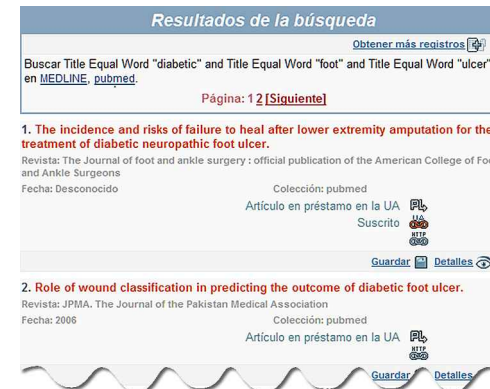 Resultados de la búsqueda
Obtener más registros
Buscar Title Equal Word "diabetic" and Title Equal Word "foot" and Title Equal Word "ulcer"
en MEDLINE, pubmed.
Página: 1 2 [Siguiente]
1. The incidence and risks of failure to heal after lower extremity amputation for the
treatment of diabetic neuropathic foot ulcer.
Revista: The Journal of foot and ankle surgery : official publication of the American College of Foo
and Ankle Surgeons
Fecha: Desconocido Colección: pubmed
Artículo en préstamo en la UA PI
Suscrito UA
HTTP
Guardar Detalles
2. Role of wound classification in predicting the outcome of diabetic foot ulcer.
Revista: JPMA. The Journal of the Pakistan Medical Association
Fecha: 2006 Colección: pubmed
Artículo en préstamo en la UA PI
HTTP
Guardar Detalles